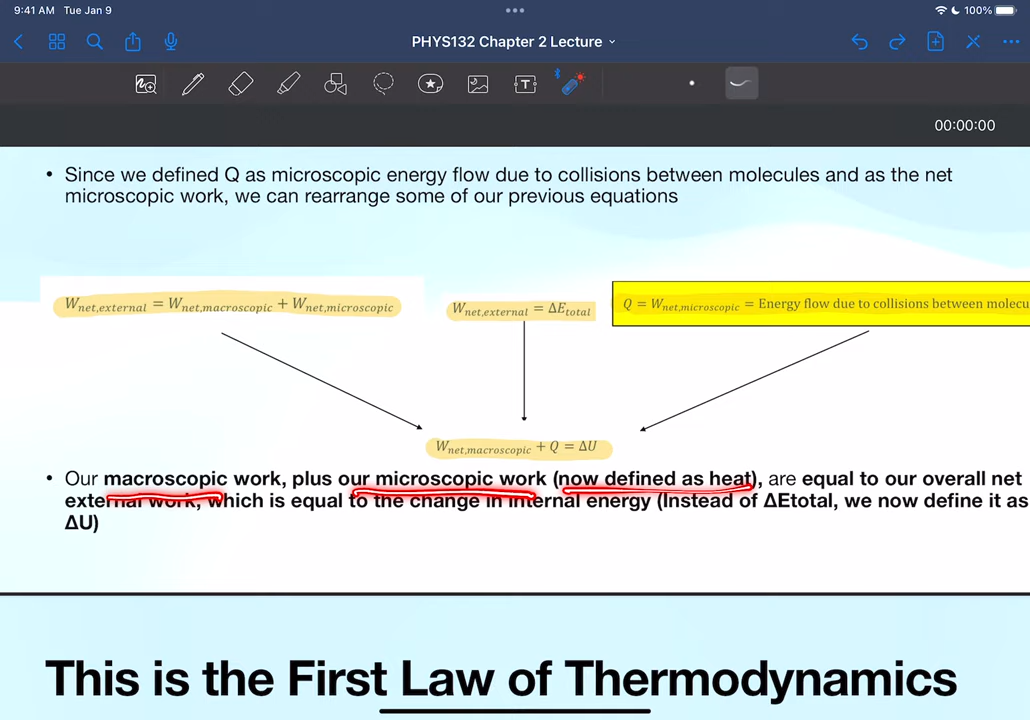 9:41 AM Tue Jan 9
100%
PHYS132 Chapter 2 Lecture
00:00:00
• Since we defined Q as microscopic energy flow due to collisions between molecules and as the net
microscopic work, we can rearrange some of our previous equations
W_net,external = W_net,macroscopic + W_net,microscopic
W_net,external = ΔE_total
Q = W_net,microscopic = Energy flow due to collisions between molecu
W_net,macroscopic + Q = ΔU
• Our macroscopic work, plus our microscopic work (now defined as heat), are equal to our overall net
external work, which is equal to the change in internal energy (Instead of ΔEtotal, we now define it as
ΔU)
This is the First Law of Thermodynamics